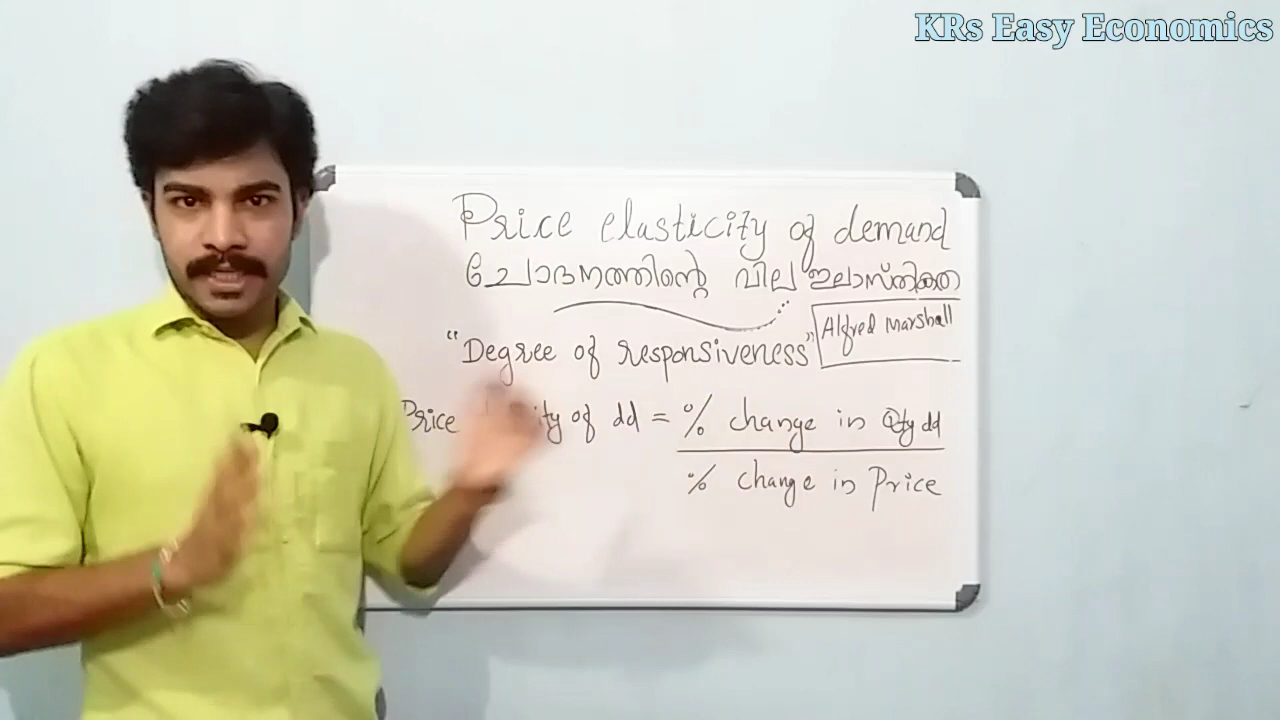 KRs Easy Economics
Price elasticity of demand
ചോദനത്തിന്റെ വില ഇലാസ്തികത
Alfred Marshall
"Degree of responsiveness"
Price of dd = % change in Qty dd
% change in Price